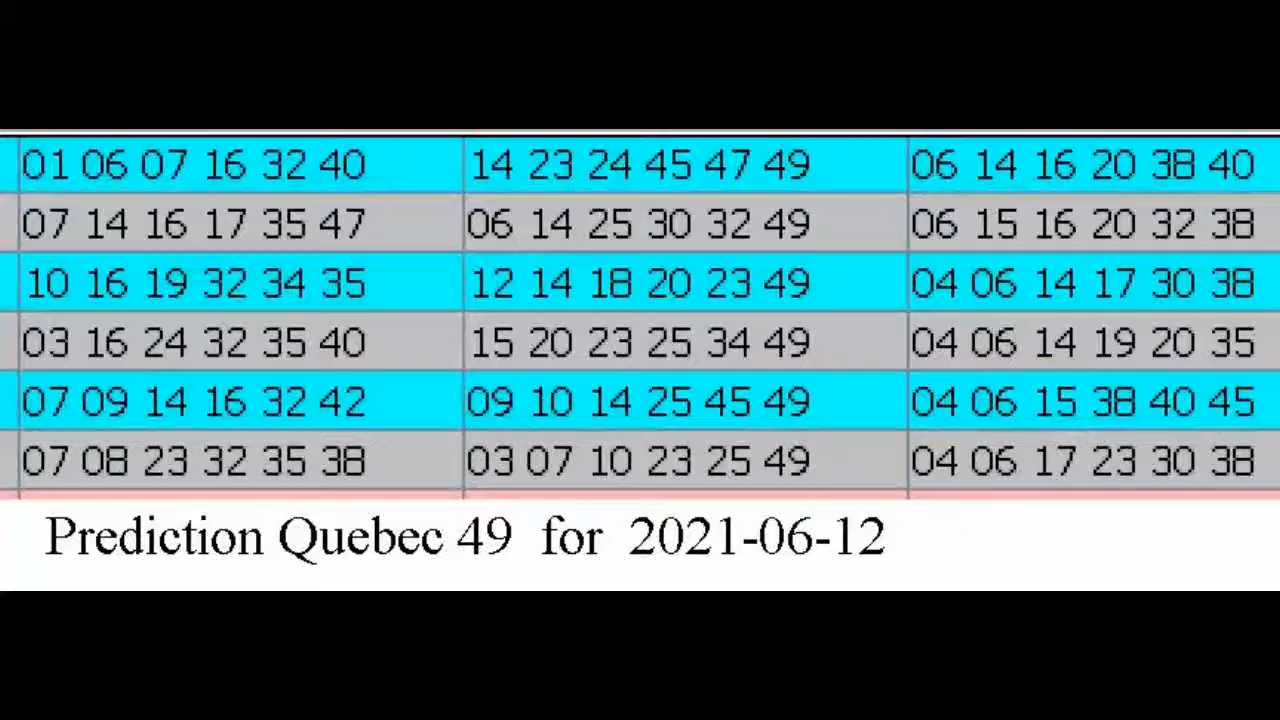 01 06 07 16 32 40 14 23 24 45 47 49 06 14 16 20 38 40
07 14 16 17 35 47 06 14 25 30 32 49 06 15 16 20 32 38
10 16 19 32 34 35 12 14 18 20 23 49 04 06 14 17 30 38
03 16 24 32 35 40 15 20 23 25 34 49 04 06 14 19 20 35
07 09 14 16 32 42 09 10 14 25 45 49 04 06 15 38 40 45
07 08 23 32 35 38 03 07 10 23 25 49 04 06 17 23 30 38
Prediction Quebec 49 for 2021-06-12